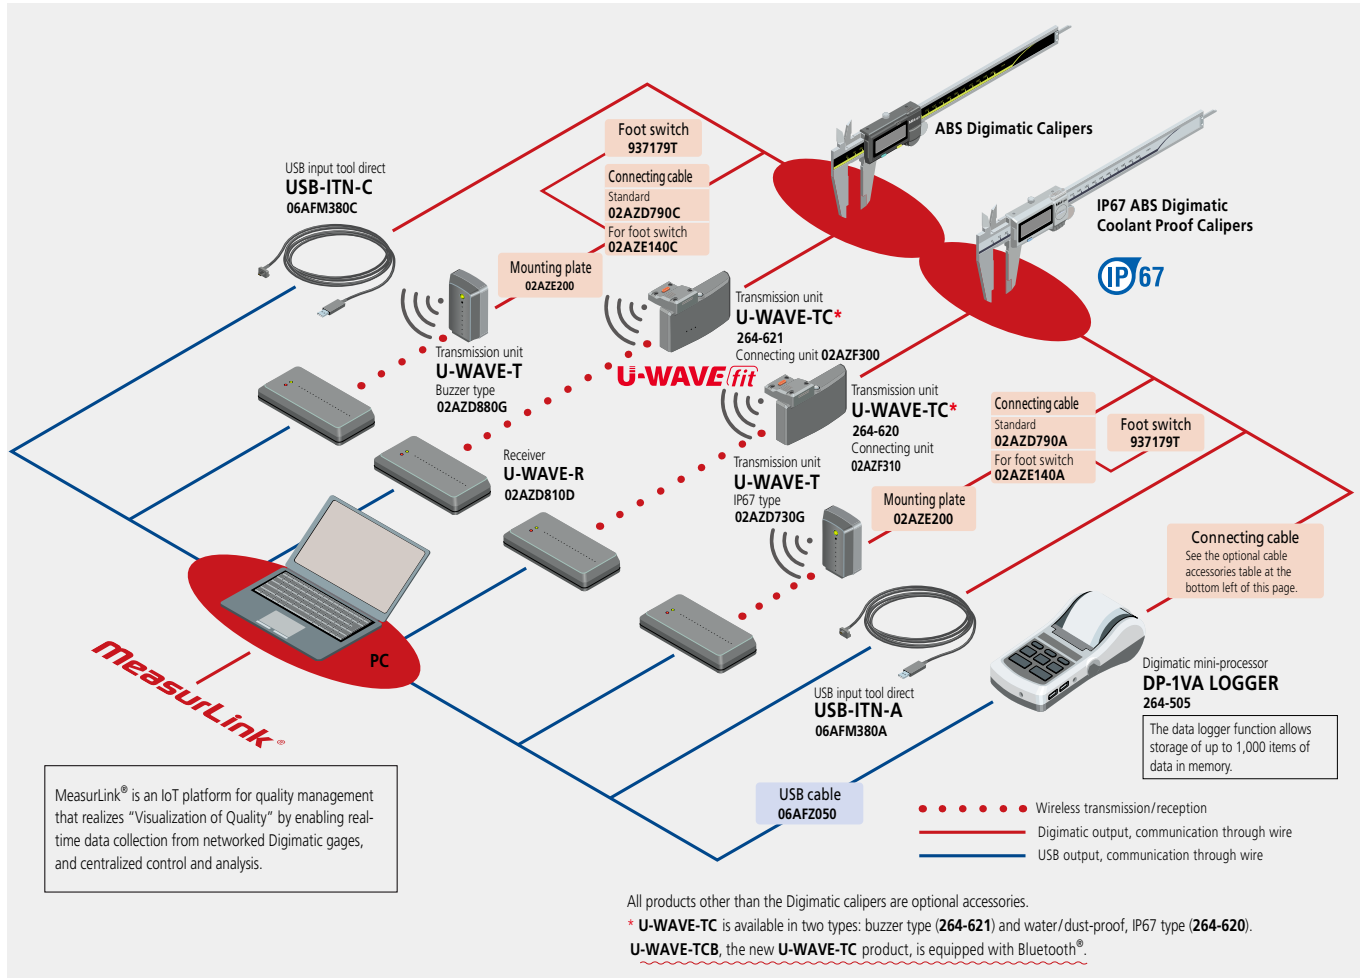 ABS Digimatic Calipers
Foot switch
937179T
USB input tool direct
USB-ITN-C
06AFM380C
Connecting cable
Standard
02AZD790C
For foot switch
02AZE140C
IP67 ABS Digimatic
Coolant Proof Calipers
IP67
Mounting plate
02AZE200
Transmission unit
U-WAVE-TC*
264-621
Connecting unit 02AZF300
Transmission unit
U-WAVE-T
Buzzer type
02AZD880G
U-WAVE fit
Transmission unit
U-WAVE-TC*
264-620
Connecting unit
02AZF310
Connecting cable
Standard
02AZD790A
For foot switch
02AZE140A
Foot switch
937179T
Receiver
U-WAVE-R
02AZD810D
Transmission unit
U-WAVE-T
IP67 type
02AZD730G
Mounting plate
02AZE200
Connecting cable
See the optional cable
accessories table at the
bottom left of this page.
PC
MeasurLink®
USB input tool direct
USB-ITN-A
06AFM380A
Digimatic mini-processor
DP-1VA LOGGER
264-505
The data logger function allows
storage of up to 1,000 items of
data in memory.
MeasurLink® is an IoT platform for quality management
that realizes “Visualization of Quality” by enabling real-
time data collection from networked Digimatic gages,
and centralized control and analysis.
USB cable
06AFZ050
Wireless transmission/reception
Digimatic output, communication through wire
USB output, communication through wire
All products other than the Digimatic calipers are optional accessories.
* U-WAVE-TC is available in two types: buzzer type (264-621) and water/dust-proof, IP67 type (264-620).
U-WAVE-TCB, the new U-WAVE-TC product, is equipped with Bluetooth®.